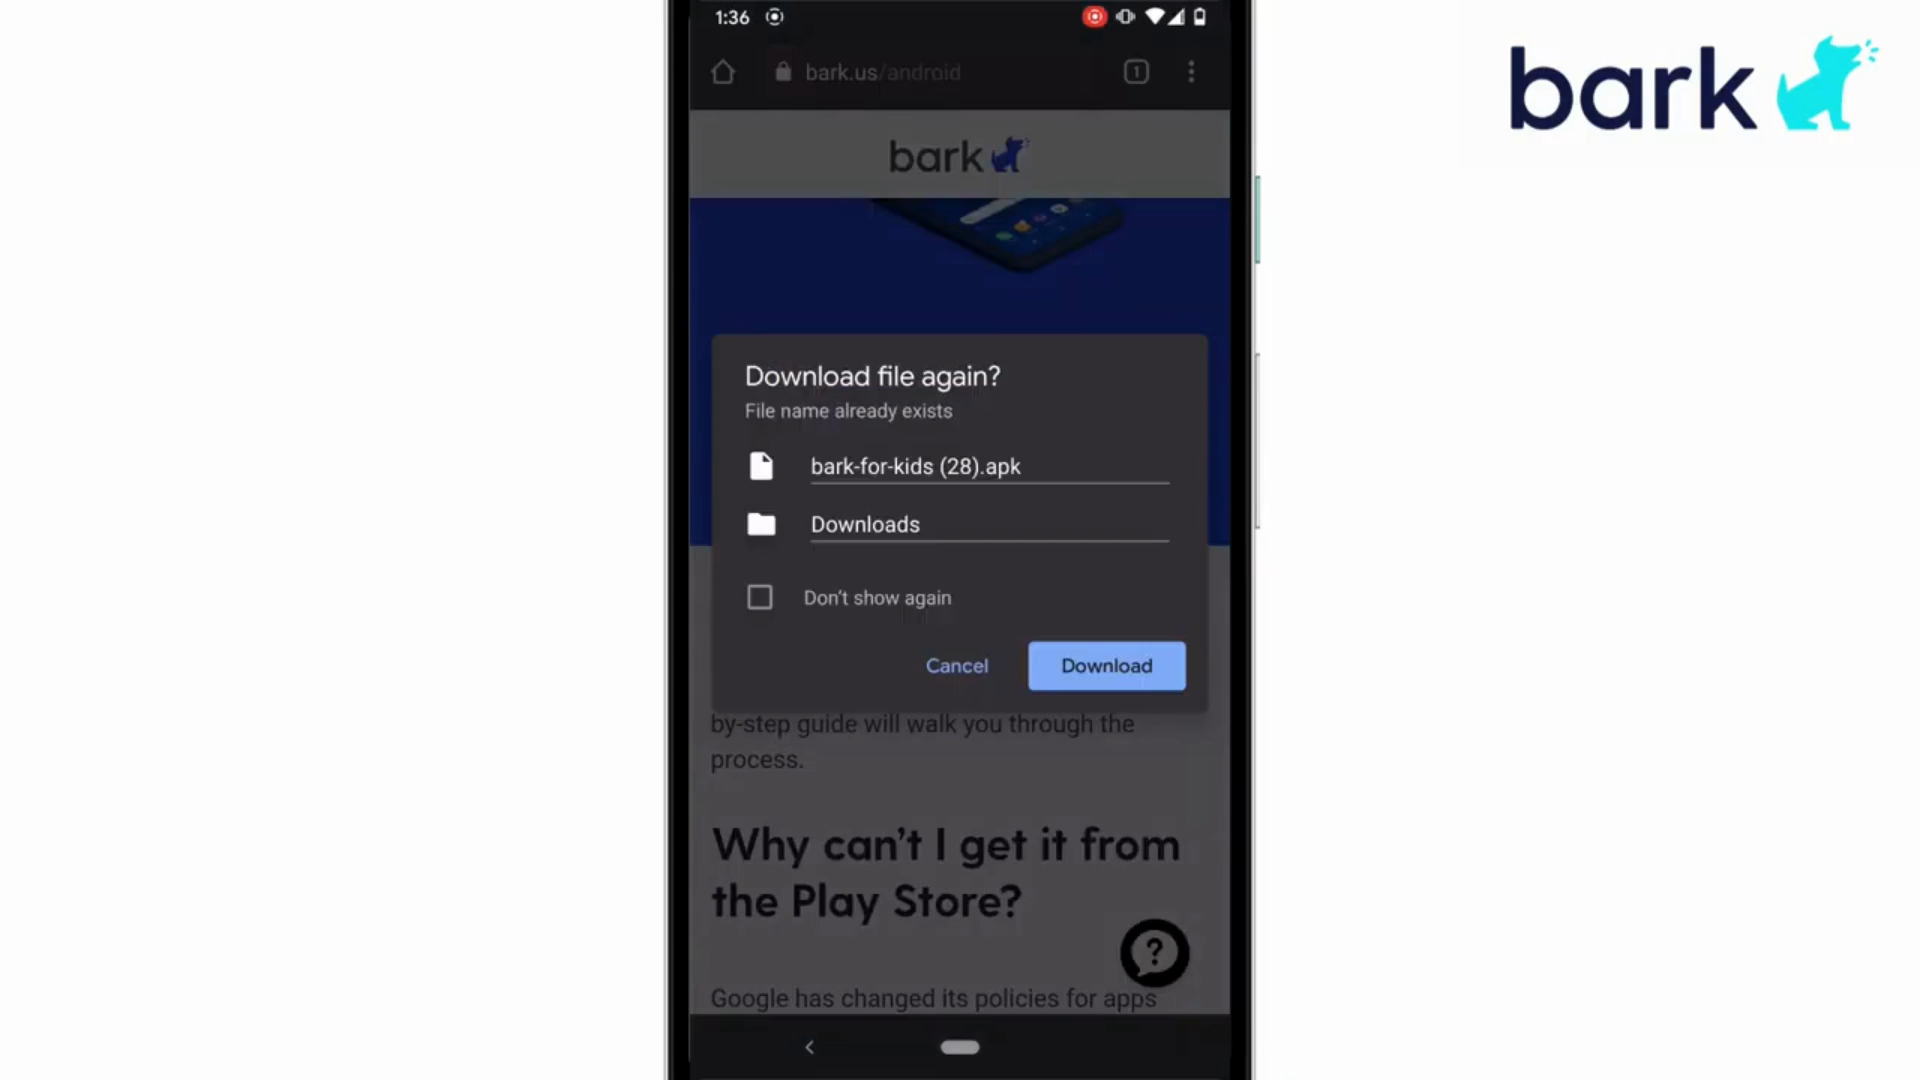 1:36
bark.us/android
1
bark
bark
Download file again?
File name already exists
bark-for-kids (28).apk
Downloads
Don't show again
Cancel
Download
by-step guide will walk you through the
process.
Why can't I get it from
the Play Store?
?
Google has changed its policies for apps